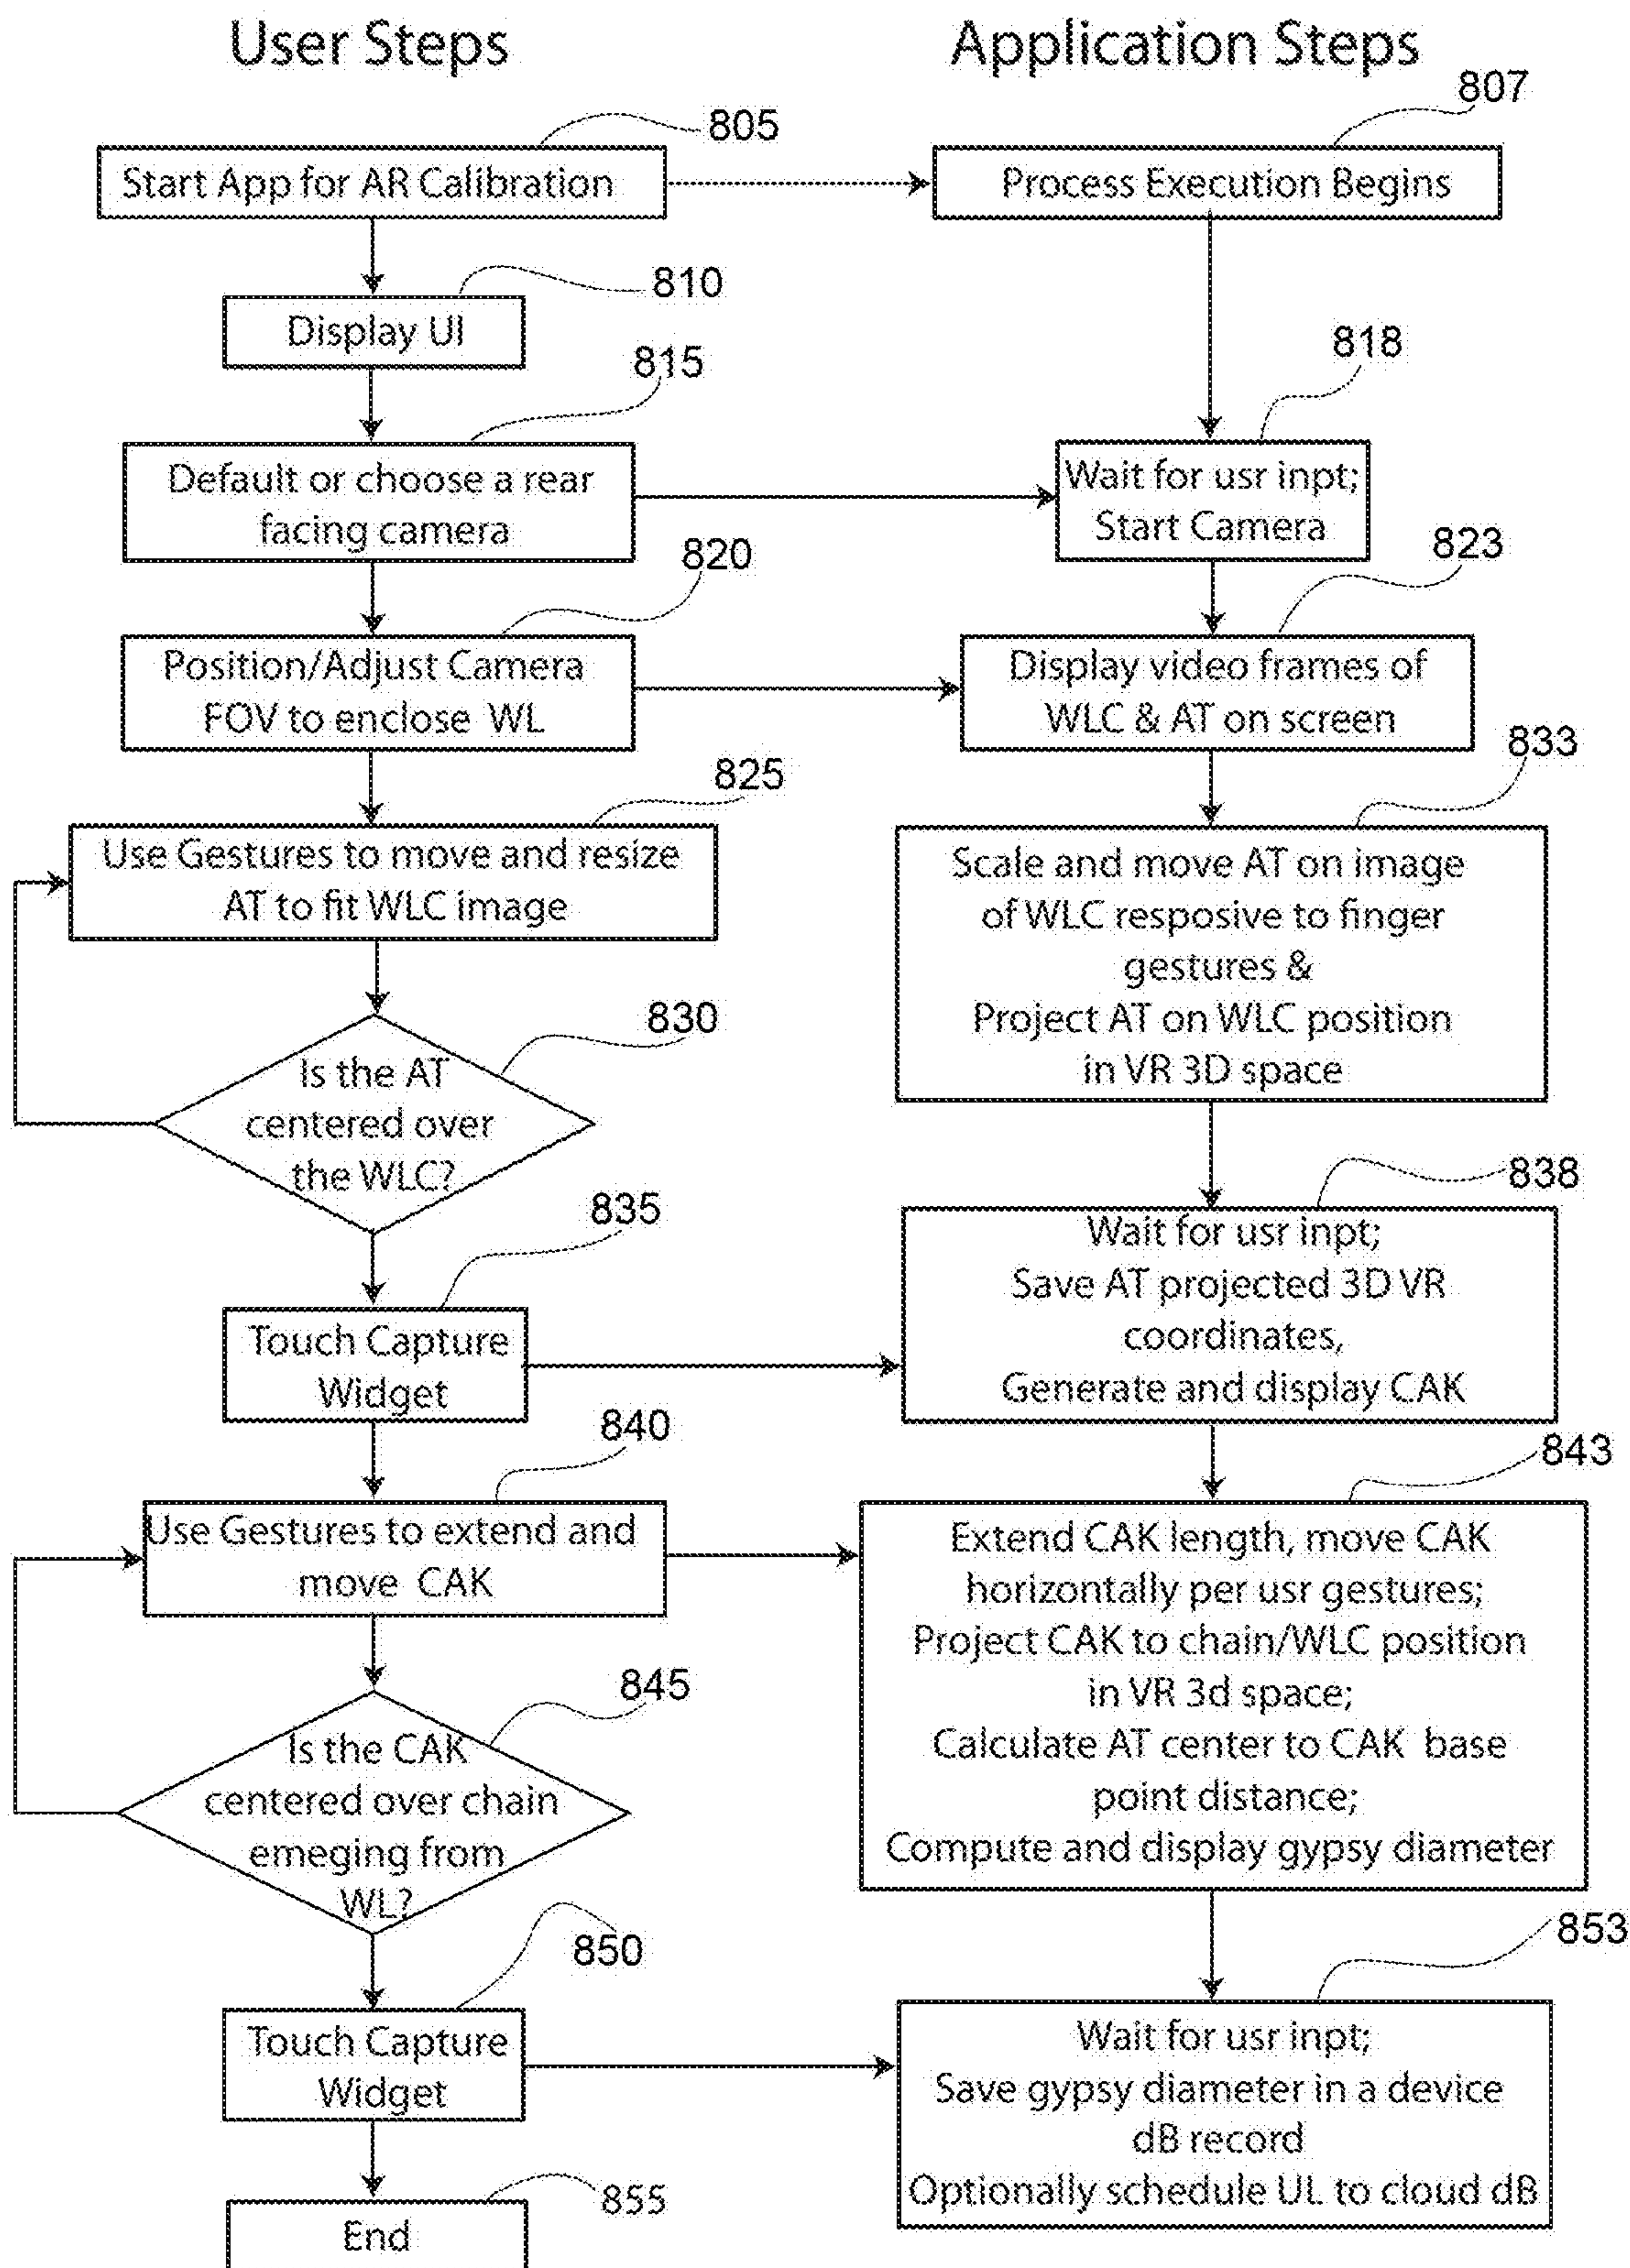 User Steps
Application Steps
805
807
Start App for AR Calibration
Process Execution Begins
810
Display UI
815
818
Default or choose a rear
facing camera
Wait for usr inpt;
Start Camera
820
823
Position/Adjust Camera
FOV to enclose WL
Display video frames of
WLC & AT on screen
825
833
Use Gestures to move and resize
AT to fit WLC image
Scale and move AT on image
of WLC resposive to finger
gestures &
Project AT on WLC position
in VR 3D space
830
Is the AT
centered over
the WLC?
835
838
Touch Capture
Widget
Wait for usr inpt;
Save AT projected 3D VR
coordinates,
Generate and display CAK
840
843
Use Gestures to extend and
move CAK
Extend CAK length, move CAK
horizontally per usr gestures;
Project CAK to chain/WLC position
in VR 3d space;
Calculate AT center to CAK base
point distance;
Compute and display gypsy diameter
845
Is the CAK
centered over chain
emeging from
WL?
850
853
Touch Capture
Widget
Wait for usr inpt;
Save gypsy diameter in a device
dB record
Optionally schedule UL to cloud dB
855
End